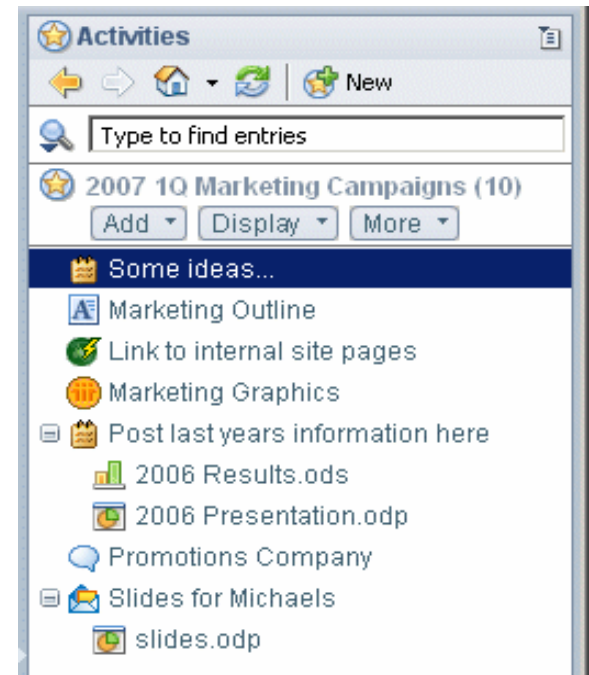 Activities
New
Type to find entries
2007 1Q Marketing Campaigns (10)
Add Display More
Some ideas...
Marketing Outline
Link to internal site pages
Marketing Graphics
Post last years information here
2006 Results.ods
2006 Presentation.odp
Promotions Company
Slides for Michaels
slides.odp